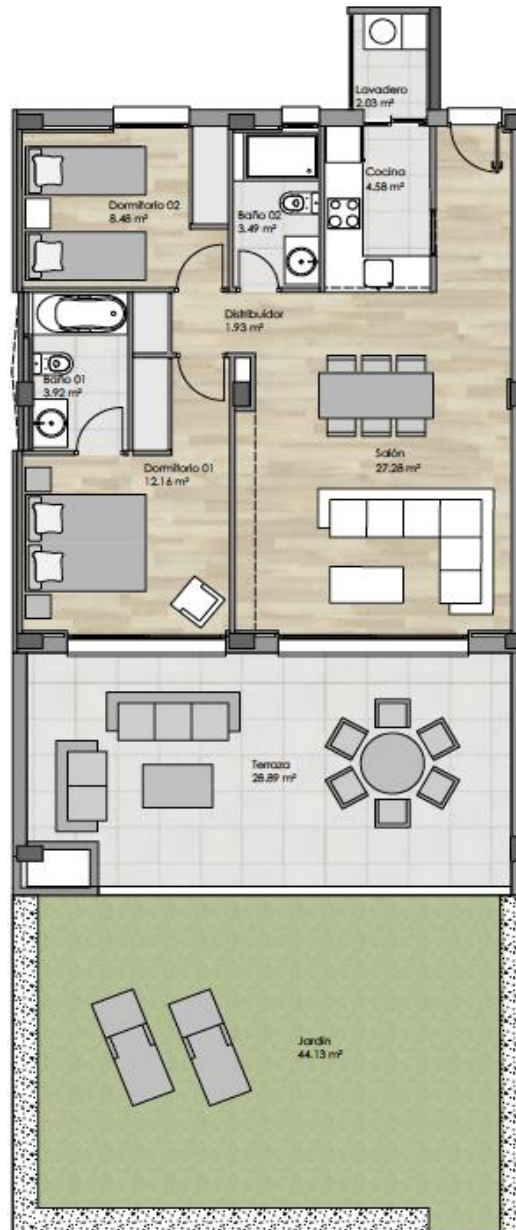 Lavadero
2.03 m²
Cocina
4.58 m²
Dormitorio 02
8.48 m²
Baño 02
3.49 m²
Distribuidor
1.93 m²
Baño 01
3.92 m²
Salón
27.28 m²
Dormitorio 01
12.16 m²
Terraza
28.89 m²
Jardín
44.13 m²